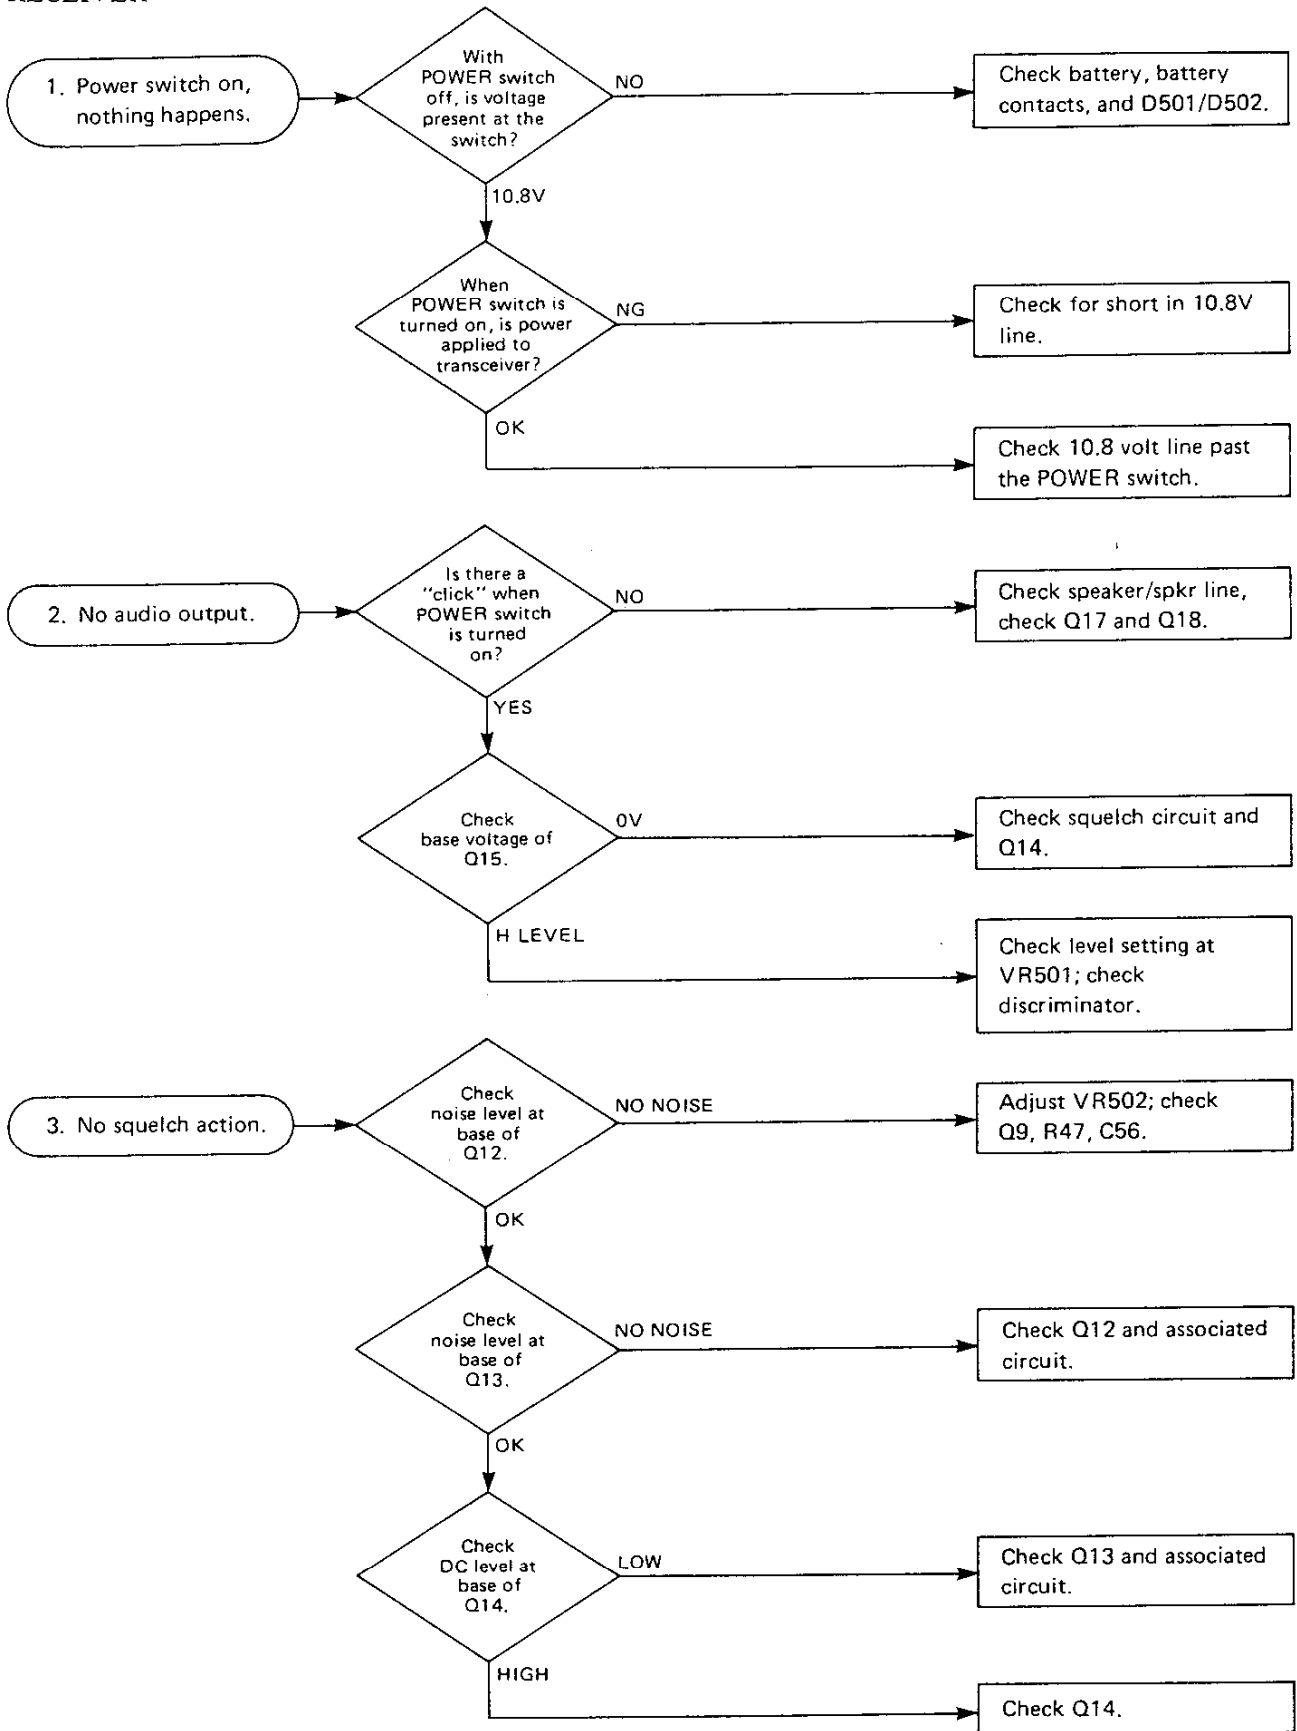 1. Power switch on,
nothing happens.
With
POWER switch
off, is voltage
present at the
switch?
NO
Check battery, battery
contacts, and D501/D502.
10.8V
When
POWER switch is
turned on, is power
applied to
transceiver?
NG
Check for short in 10.8V
line.
OK
Check 10.8 volt line past
the POWER switch.
2. No audio output.
Is there a
"click" when
POWER switch
is turned
on?
NO
Check speaker/spkr line,
check Q17 and Q18.
YES
Check
base voltage of
Q15.
0V
Check squelch circuit and
Q14.
H LEVEL
Check level setting at
VR501; check
discriminator.
3. No squelch action.
Check
noise level at
base of
Q12.
NO NOISE
Adjust VR502; check
Q9, R47, C56.
OK
Check
noise level at
base of
Q13.
NO NOISE
Check Q12 and associated
circuit.
OK
Check
DC level at
base of
Q14.
LOW
Check Q13 and associated
circuit.
HIGH
Check Q14.